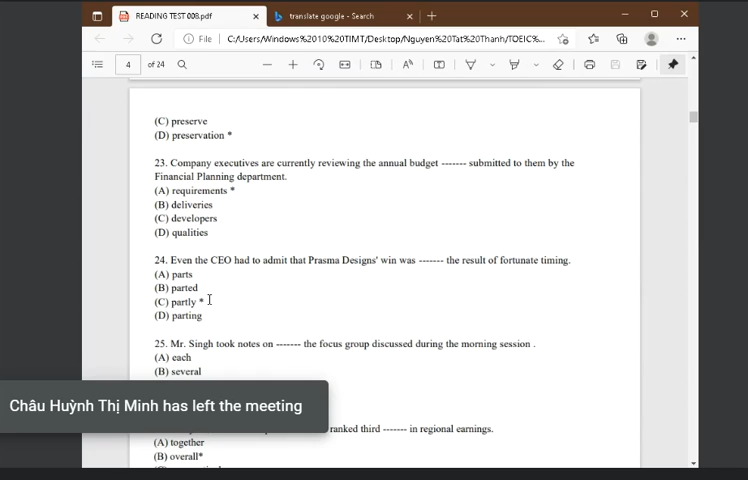 READING TEST 008.pdf
translate google - Search
File
C:/Users/Windows%2010%20TIMT/Desktop/Nguyen%20Tat%20Thanh/TOEIC%...
4 of 24
(C) preserve
(D) preservation *
23. Company executives are currently reviewing the annual budget ------- submitted to them by the
Financial Planning department.
(A) requirements *
(B) deliveries
(C) developers
(D) qualities
24. Even the CEO had to admit that Prasma Designs' win was ------- the result of fortunate timing.
(A) parts
(B) parted
(C) partly *
(D) parting
25. Mr. Singh took notes on ------- the focus group discussed during the morning session .
(A) each
(B) several
Châu Huỳnh Thị Minh has left the meeting
ranked third ------- in regional earnings.
(A) together
(B) overall*